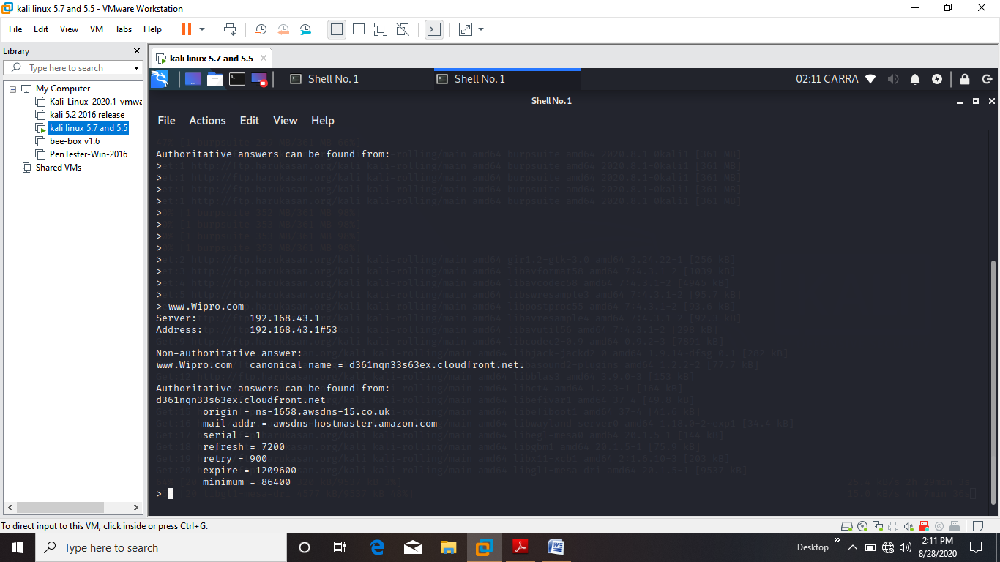 kali linux 5.7 and 5.5 - VMware Workstation
File Edit View VM Tabs Help
Library
Type here to search
My Computer
Kali-Linux-2020.1-vmwa
kali 5.2 2016 release
kali linux 5.7 and 5.5
bee-box v1.6
PenTester-Win-2016
Shared VMs
kali linux 5.7 and 5.5
Shell No. 1 Shell No. 1 02:11 CARRA
Shell No. 1
File Actions Edit View Help
Authoritative answers can be found from:
>
>
>
>
>
>
>
>
>
>
>
>
> www.Wipro.com
Server: 192.168.43.1
Address: 192.168.43.1#53
Non-authoritative answer:
www.Wipro.com canonical name = d361nqn33s63ex.cloudfront.net.
Authoritative answers can be found from:
d361nqn33s63ex.cloudfront.net
origin = ns-1658.awsdns-15.co.uk
mail addr = awsdns-hostmaster.amazon.com
serial = 1
refresh = 7200
retry = 900
expire = 1209600
minimum = 86400
>
To direct input to this VM, click inside or press Ctrl+G.
Type here to search
Desktop
2:11 PM
8/28/2020